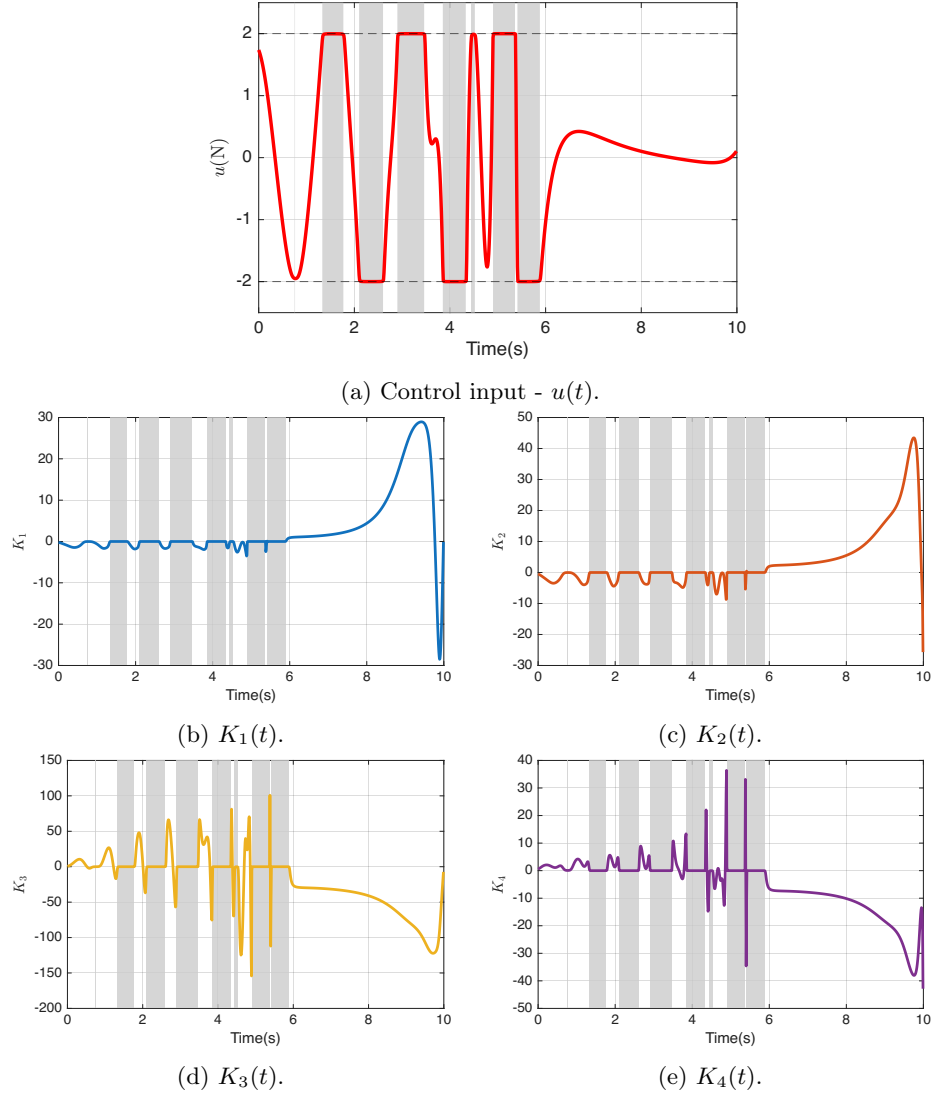 2
1
0
-1
-2
u(N)
0 2 4 6 8 10
Time(s)
(a) Control input - u(t).
30
20
10
0
-10
-20
-30
K1
0 2 4 6 8 10
Time(s)
(b) K1(t).
50
40
30
20
10
0
-10
-20
-30
K2
0 2 4 6 8 10
Time(s)
(c) K2(t).
150
100
50
0
-50
-100
-150
-200
K3
0 2 4 6 8 10
Time(s)
(d) K3(t).
40
30
20
10
0
-10
-20
-30
-40
-50
K4
0 2 4 6 8 10
Time(s)
(e) K4(t).